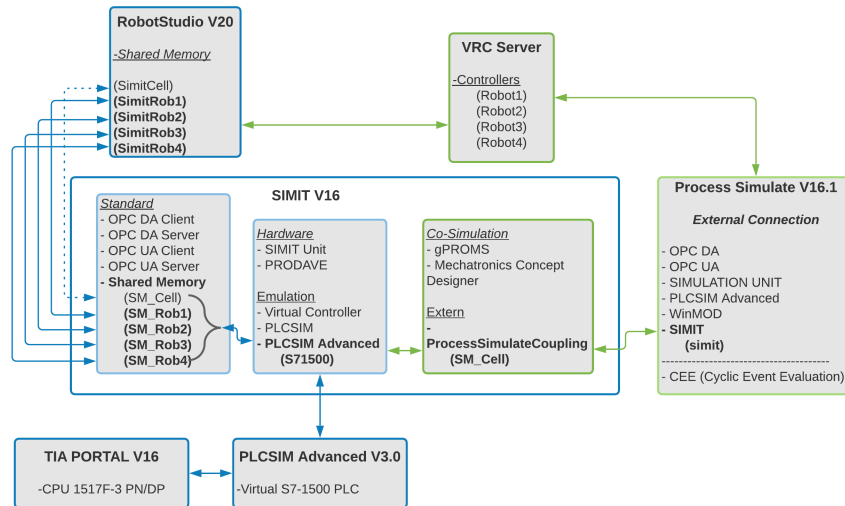 RobotStudio V20
-Shared Memory
(SimitCell)
(SimitRob1)
(SimitRob2)
(SimitRob3)
(SimitRob4)
VRC Server
-Controllers
(Robot1)
(Robot2)
(Robot3)
(Robot4)
SIMIT V16
Standard
- OPC DA Client
- OPC DA Server
- OPC UA Client
- OPC UA Server
- Shared Memory
(SM_Cell)
(SM_Rob1)
(SM_Rob2)
(SM_Rob3)
(SM_Rob4)
Hardware
- SIMIT Unit
- PRODAVE
Emulation
- Virtual Controller
- PLCSIM
- PLCSIM Advanced
(S71500)
Co-Simulation
- gPROMS
- Mechatronics Concept
Designer
Extern
-
ProcessSimulateCoupling
(SM_Cell)
Process Simulate V16.1
External Connection
- OPC DA
- OPC UA
- SIMULATION UNIT
- PLCSIM Advanced
- WinMOD
- SIMIT
(simit)
- CEE (Cyclic Event Evaluation)
TIA PORTAL V16
-CPU 1517F-3 PN/DP
PLCSIM Advanced V3.0
-Virtual S7-1500 PLC